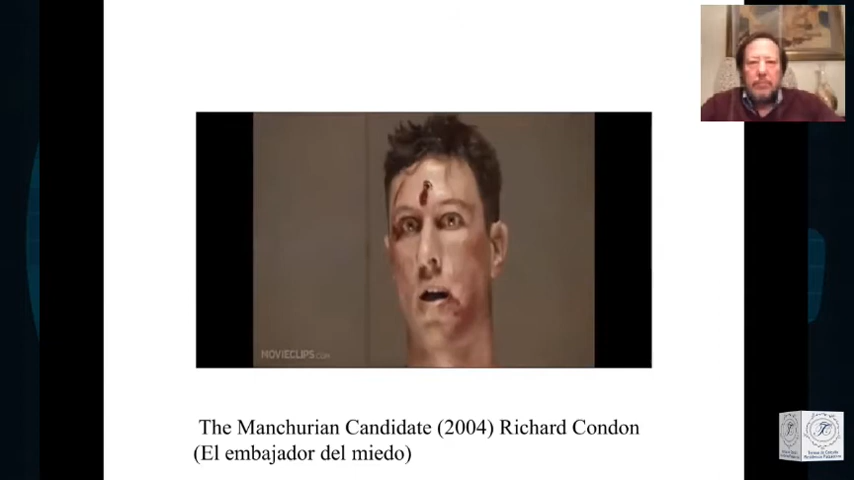 MOVIECLIPS.COM
The Manchurian Candidate (2004) Richard Condon
(El embajador del miedo)